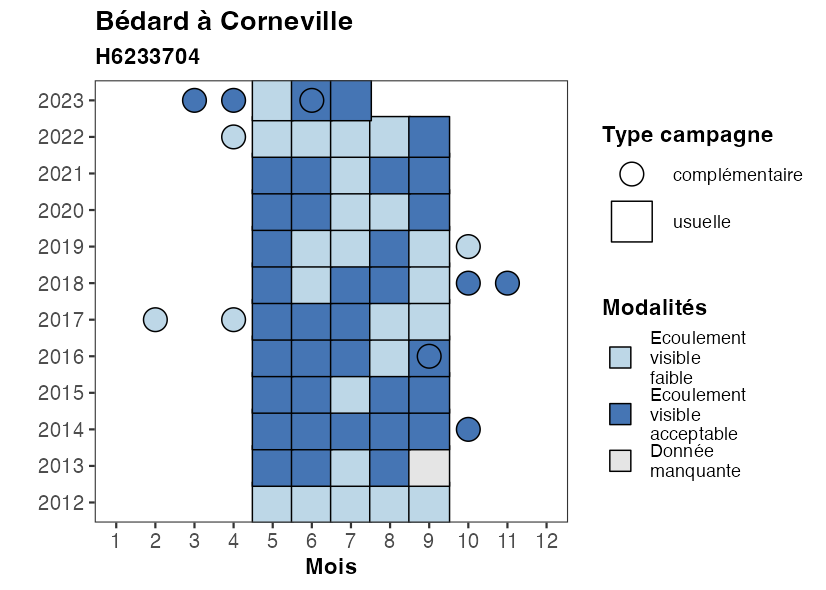 Bédard à Corneville
H6233704
2023
2022
2021
2020
2019
2018
2017
2016
2015
2014
2013
2012
1 2 3 4 5 6 7 8 9 10 11 12
Mois
Type campagne
complémentaire
usuelle
Modalités
Ecoulement
visible
faible
Ecoulement
visible
acceptable
Donnée
manquante